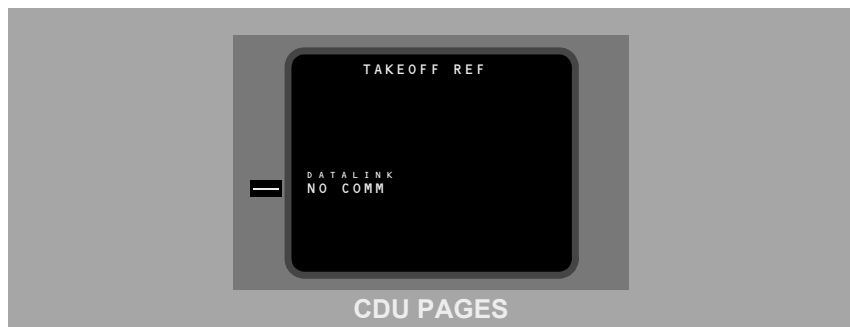 TAKEOFF REF
DATALINK
NO COMM
CDU PAGES